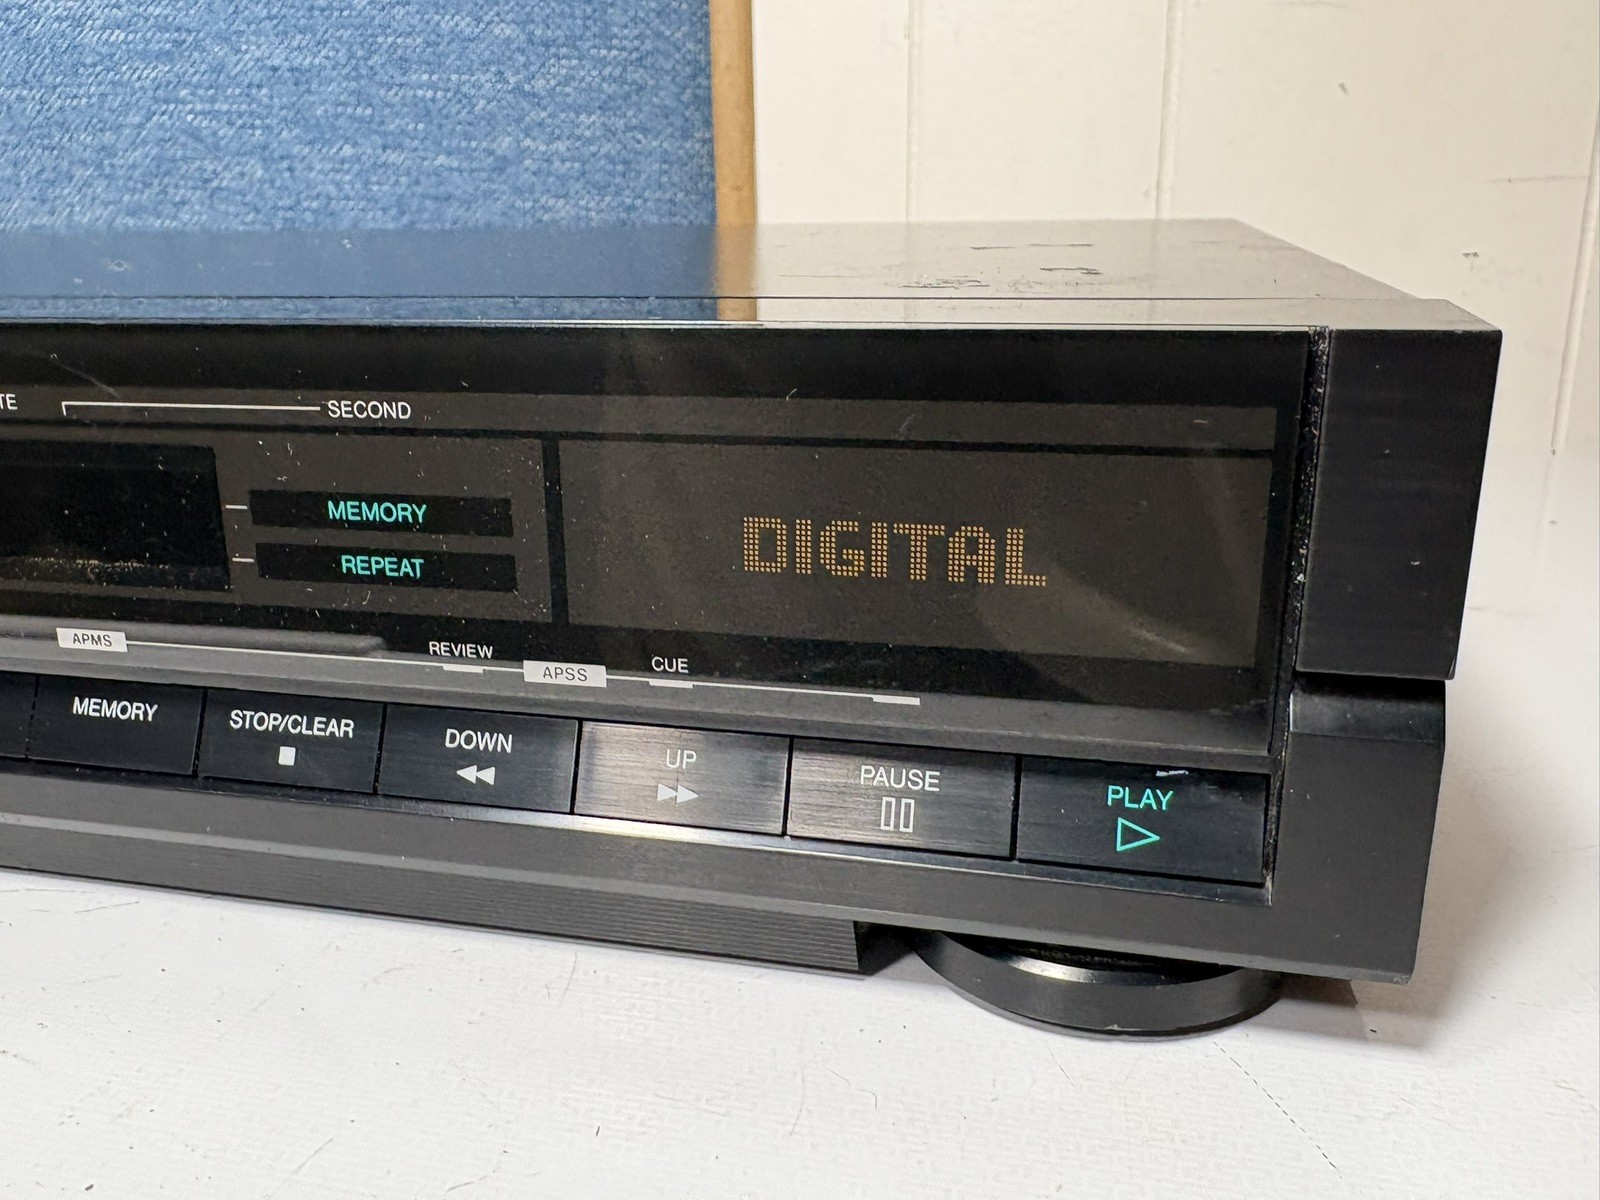 TE SECOND
MEMORY
REPEAT
DIGITAL
APMS REVIEW APSS CUE
MEMORY STOP/CLEAR DOWN UP PAUSE PLAY